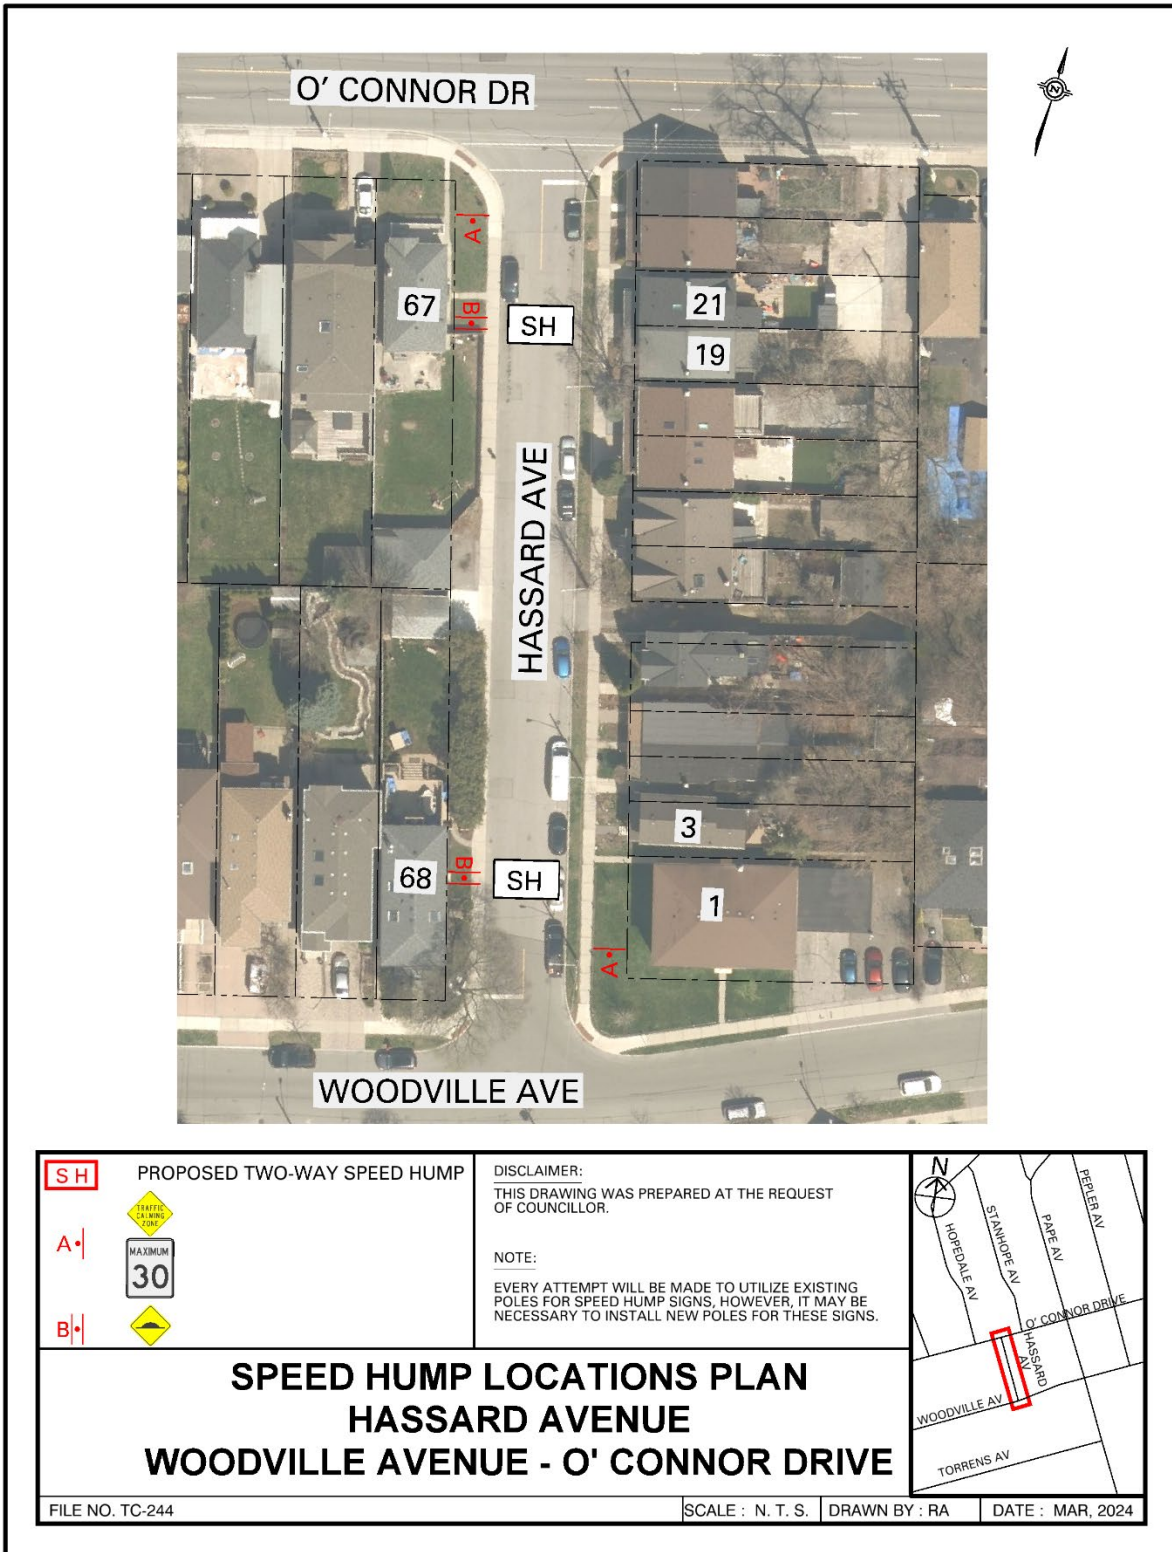 O' CONNOR DR
N
A
67
B
SH
21
19
HASSARD AVE
3
68
B
SH
1
A
WOODVILLE AVE
S H
PROPOSED TWO-WAY SPEED HUMP
TRAFFIC
CALMING
ZONE
A
MAXIMUM
30
B
DISCLAIMER:
THIS DRAWING WAS PREPARED AT THE REQUEST
OF COUNCILLOR.
NOTE:
EVERY ATTEMPT WILL BE MADE TO UTILIZE EXISTING
POLES FOR SPEED HUMP SIGNS, HOWEVER, IT MAY BE
NECESSARY TO INSTALL NEW POLES FOR THESE SIGNS.
N
HOPEDALE AV
STANHOPE AV
PAPE AV
PEPLER AV
O' CONNOR DRIVE
HASSARD
AV
WOODVILLE AV
TORRENS AV
SPEED HUMP LOCATIONS PLAN
HASSARD AVENUE
WOODVILLE AVENUE - O' CONNOR DRIVE
FILE NO. TC-244
SCALE : N. T. S.
DRAWN BY : RA
DATE : MAR, 2024